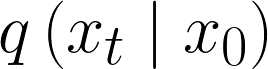 q (x_t | x_0)